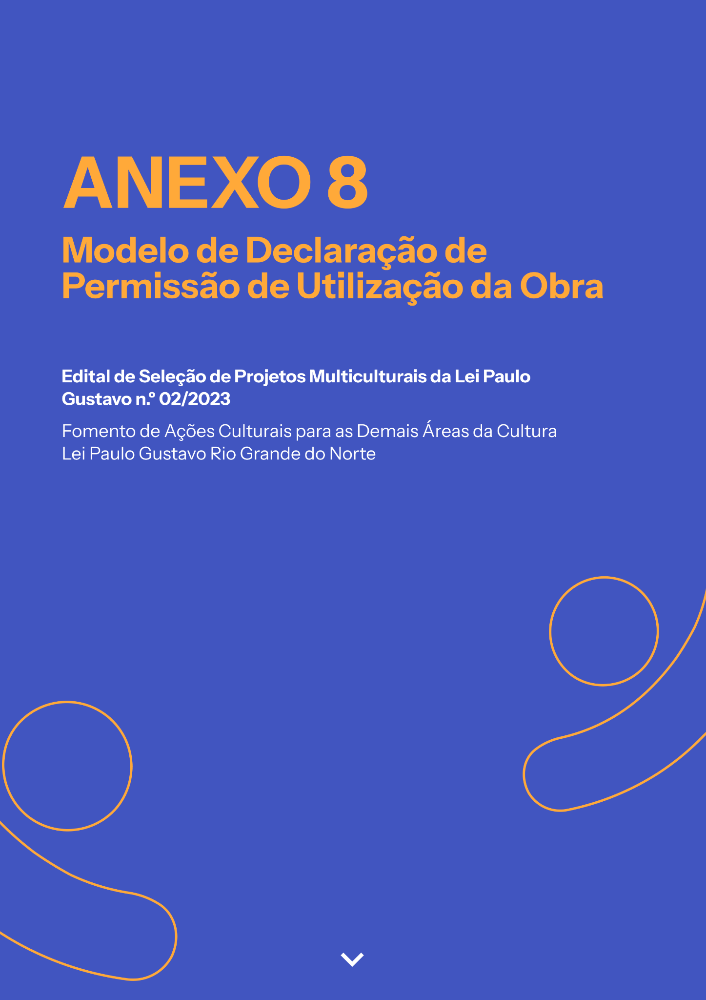 ANEXO 8
Modelo de Declaração de
Permissão de Utilização da Obra
Edital de Seleção de Projetos Multiculturais da Lei Paulo
Gustavo n.º 02/2023
Fomento de Ações Culturais para as Demais Áreas da Cultura
Lei Paulo Gustavo Rio Grande do Norte